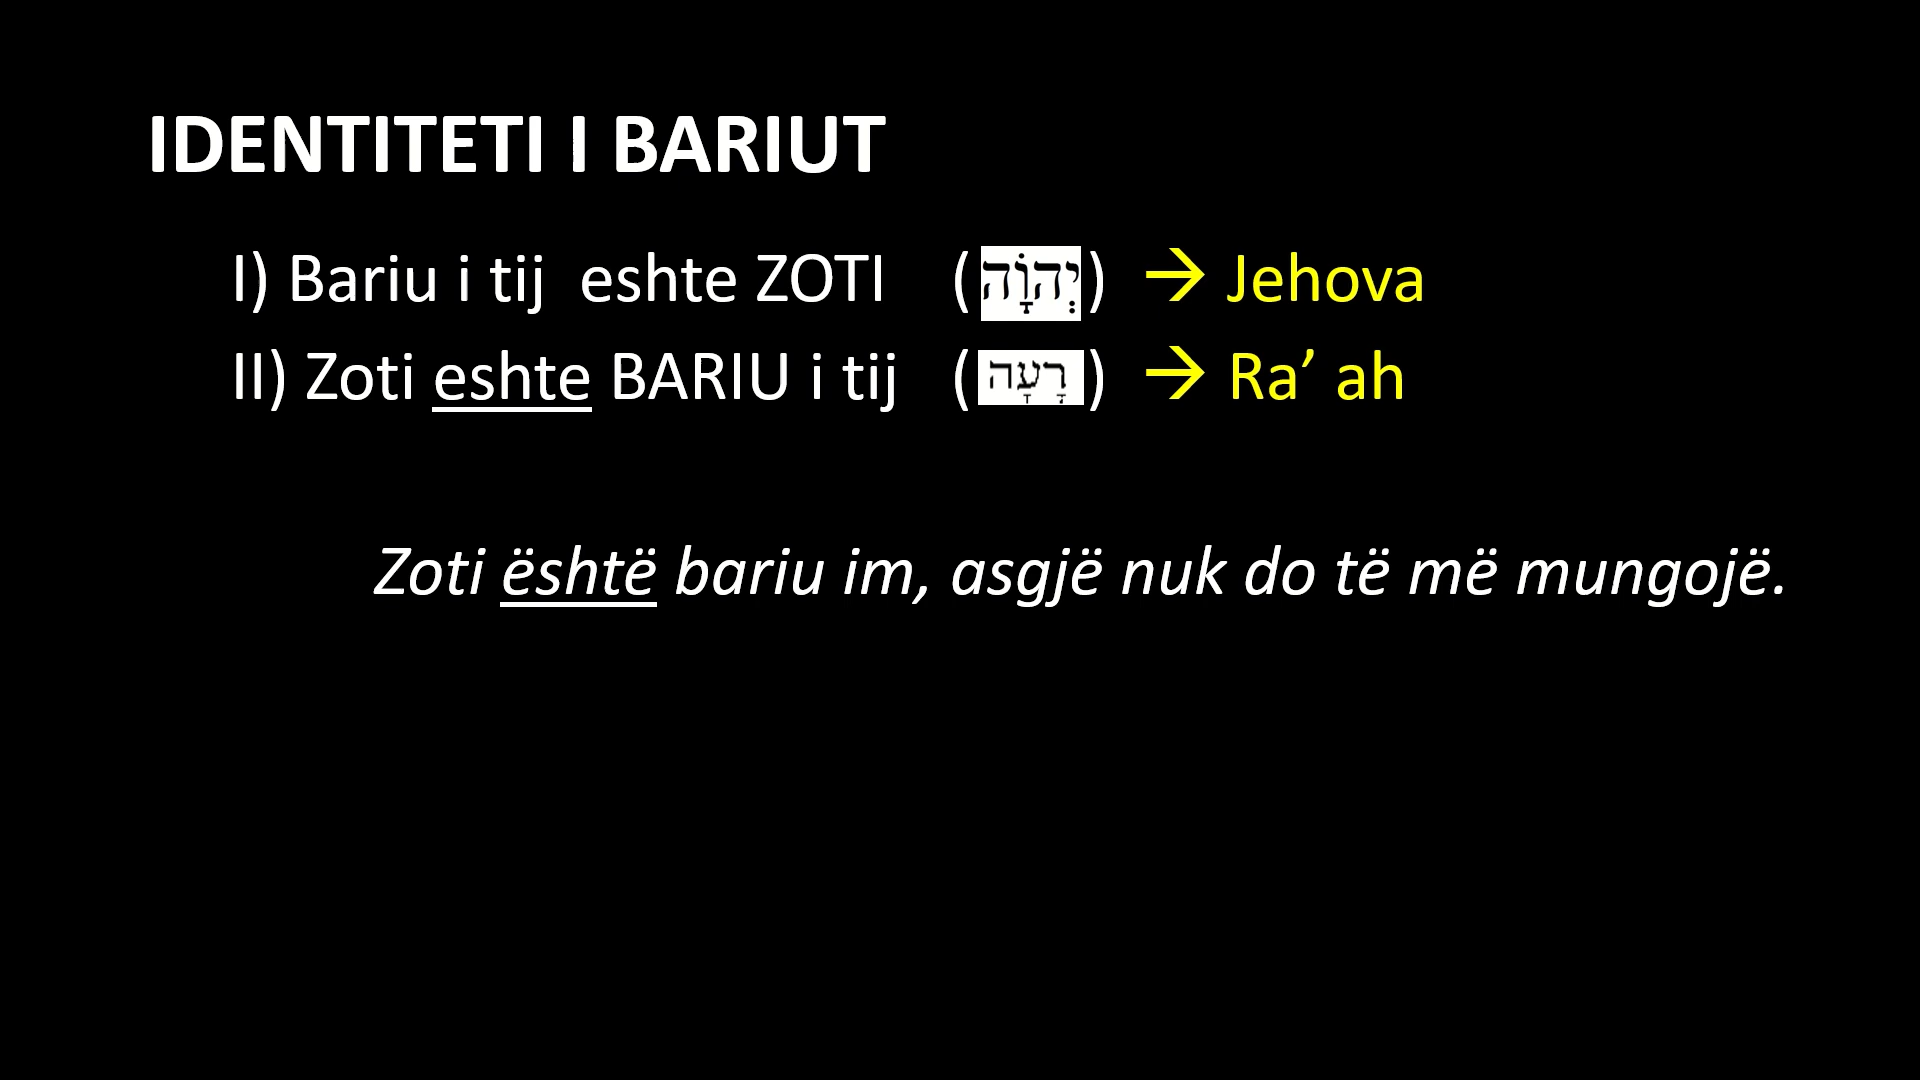 IDENTITETI I BARIUT
I) Bariu i tij eshte ZOTI (יְהוָֹה) → Jehova
II) Zoti eshte BARIU i tij (רָעָה) → Ra’ ah
Zoti është bariu im, asgjë nuk do të më mungojë.